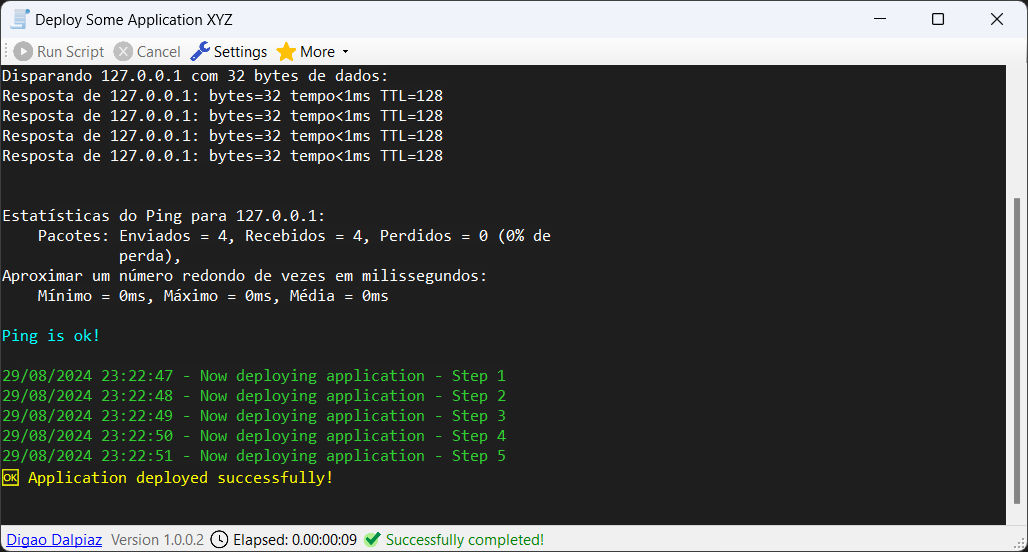 Deploy Some Application XYZ
Run Script Cancel Settings More
Disparando 127.0.0.1 com 32 bytes de dados:
Resposta de 127.0.0.1: bytes=32 tempo<1ms TTL=128
Resposta de 127.0.0.1: bytes=32 tempo<1ms TTL=128
Resposta de 127.0.0.1: bytes=32 tempo<1ms TTL=128
Resposta de 127.0.0.1: bytes=32 tempo<1ms TTL=128
Estatísticas do Ping para 127.0.0.1:
Pacotes: Enviados = 4, Recebidos = 4, Perdidos = 0 (0% de
perda),
Aproximar um número redondo de vezes em milissegundos:
Mínimo = 0ms, Máximo = 0ms, Média = 0ms
Ping is ok!
29/08/2024 23:22:47 - Now deploying application - Step 1
29/08/2024 23:22:48 - Now deploying application - Step 2
29/08/2024 23:22:49 - Now deploying application - Step 3
29/08/2024 23:22:50 - Now deploying application - Step 4
29/08/2024 23:22:51 - Now deploying application - Step 5
OK Application deployed successfully!
Digao Dalpiaz Version 1.0.0.2 Elapsed: 0.00:00:09 Successfully completed!